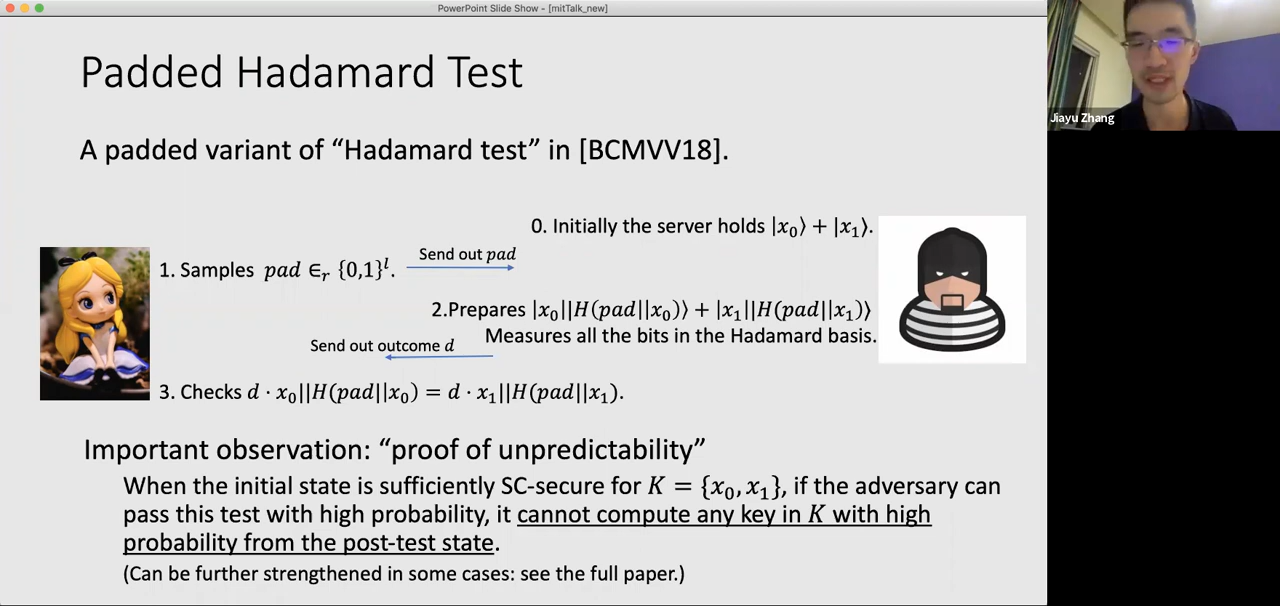 PowerPoint Slide Show - [mitTalk_new]
Padded Hadamard Test
A padded variant of “Hadamard test” in [BCMVV18].
0. Initially the server holds |x₀⟩ + |x₁⟩.
Send out pad
1. Samples pad ∈ᵣ {0,1}ˡ.
2.Prepares |x₀||H(pad||x₀)⟩ + |x₁||H(pad||x₁)⟩
Measures all the bits in the Hadamard basis.
Send out outcome d
3. Checks d · x₀||H(pad||x₀) = d · x₁||H(pad||x₁).
Important observation: “proof of unpredictability”
When the initial state is sufficiently SC-secure for K = {x₀, x₁}, if the adversary can
pass this test with high probability, it cannot compute any key in K with high
probability from the post-test state.
(Can be further strengthened in some cases: see the full paper.)
Jiayu Zhang